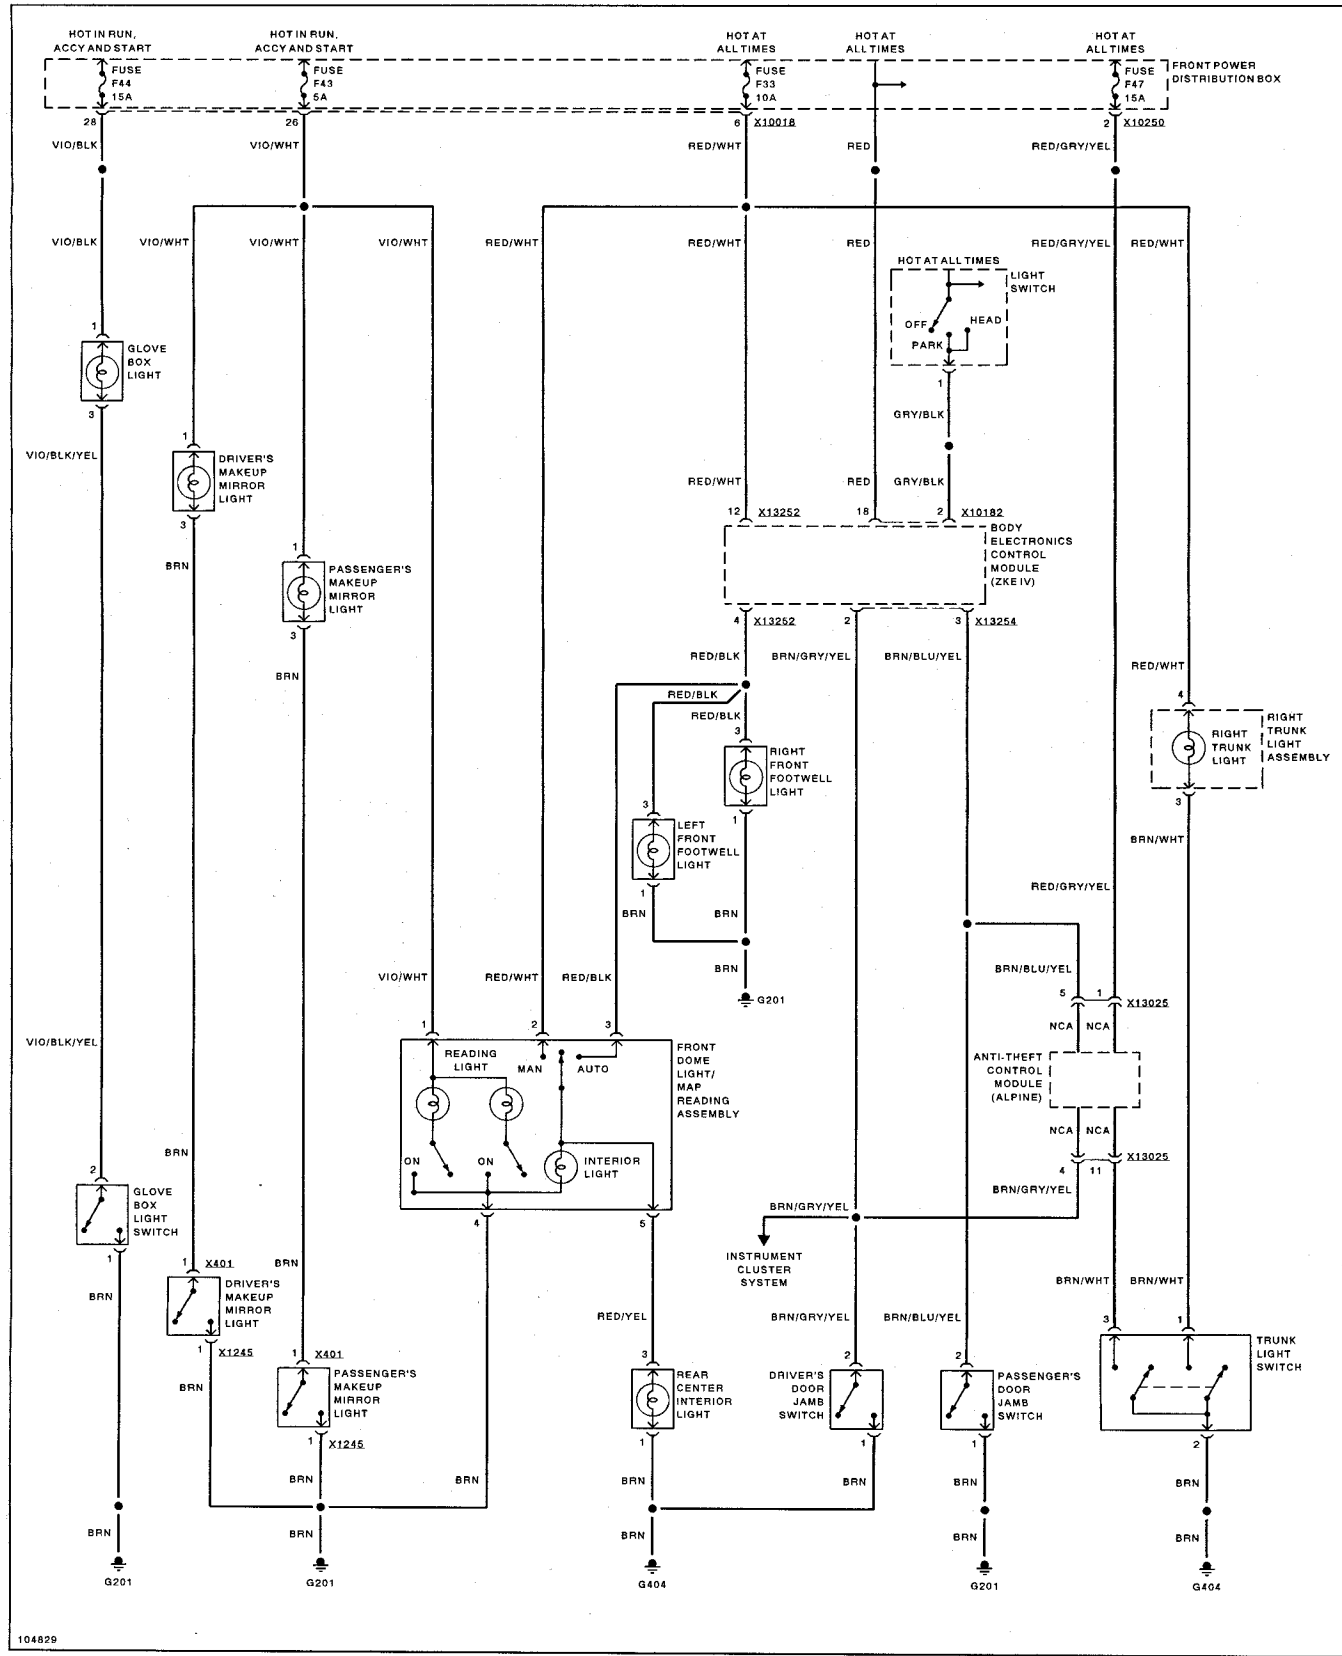 HOT IN RUN,
ACCY AND START
HOT IN RUN,
ACCY AND START
HOT AT
ALL TIMES
HOT AT
ALL TIMES
HOT AT
ALL TIMES
FUSE
F44
15A
FUSE
F43
5A
FUSE
F33
10A
FUSE
F47
15A
FRONT POWER
DISTRIBUTION BOX
28
26
6
X10018
2
X10250
VIO/BLK
VIO/WHT
RED/WHT
RED
RED/GRY/YEL
VIO/BLK
VIO/WHT
VIO/WHT
VIO/WHT
RED/WHT
RED/WHT
RED
RED/GRY/YEL
RED/WHT
HOT AT ALL TIMES
LIGHT
SWITCH
OFF
HEAD
PARK
1
GRY/BLK
1
GLOVE
BOX
LIGHT
3
VIO/BLK/YEL
1
DRIVER'S
MAKEUP
MIRROR
LIGHT
3
BRN
RED/WHT
RED
GRY/BLK
12
X13252
18
2
X10182
BODY
ELECTRONICS
CONTROL
MODULE
(ZKE IV)
1
PASSENGER'S
MAKEUP
MIRROR
LIGHT
3
BRN
4
X13252
2
3
X13254
RED/BLK
BRN/GRY/YEL
BRN/BLU/YEL
RED/BLK
RED/BLK
3
RIGHT
FRONT
FOOTWELL
LIGHT
1
3
LEFT
FRONT
FOOTWELL
LIGHT
1
BRN
BRN
BRN
G201
RED/WHT
4
RIGHT
TRUNK
LIGHT
RIGHT
TRUNK
LIGHT
ASSEMBLY
3
BRN/WHT
RED/GRY/YEL
BRN/BLU/YEL
5
1
X13025
NCA
NCA
ANTI-THEFT
CONTROL
MODULE
(ALPINE)
NCA
NCA
X13025
4
11
BRN/GRY/YEL
VIO/WHT
RED/WHT
RED/BLK
1
2
3
READING
LIGHT
MAN
AUTO
FRONT
DOME
LIGHT/
MAP
READING
ASSEMBLY
ON
ON
INTERIOR
LIGHT
4
5
VIO/BLK/YEL
BRN
2
GLOVE
BOX
LIGHT
SWITCH
1
BRN
1
X401
DRIVER'S
MAKEUP
MIRROR
LIGHT
1
X1245
BRN
BRN
1
X401
PASSENGER'S
MAKEUP
MIRROR
LIGHT
1
X1245
BRN
BRN
BRN/GRY/YEL
INSTRUMENT
CLUSTER
SYSTEM
RED/YEL
BRN/GRY/YEL
BRN/BLU/YEL
BRN/WHT
BRN/WHT
3
REAR
CENTER
INTERIOR
LIGHT
1
BRN
2
DRIVER'S
DOOR
JAMB
SWITCH
1
BRN
2
PASSENGER'S
DOOR
JAMB
SWITCH
1
BRN
3
1
TRUNK
LIGHT
SWITCH
2
BRN
BRN
G201
BRN
G201
BRN
G404
BRN
G201
BRN
G404
104829